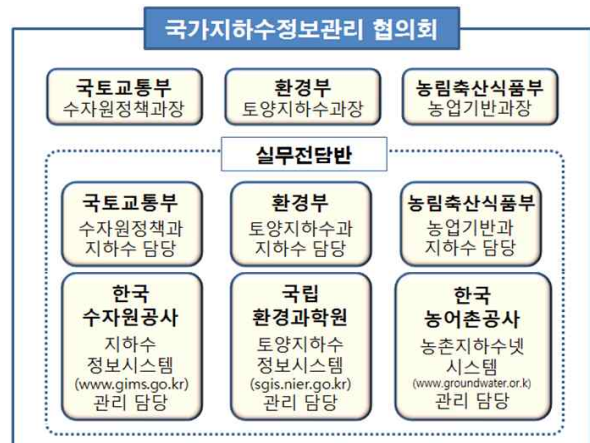 국가지하수정보관리 협의회
국토교통부
수자원정책과장
환경부
토양지하수과장
농림축산식품부
농업기반과장
실무전담반
국토교통부
수자원정책과
지하수 담당
환경부
토양지하수과
지하수 담당
농림축산식품부
농업기반과
지하수 담당
한국
수자원공사
지하수
정보시스템
(www.gims.go.kr)
관리 담당
국립
환경과학원
토양지하수
정보시스템
(sgis.nier.go.kr)
관리 담당
한국
농어촌공사
농촌지하수넷
시스템
(www.groundwater.or.k)
관리 담당